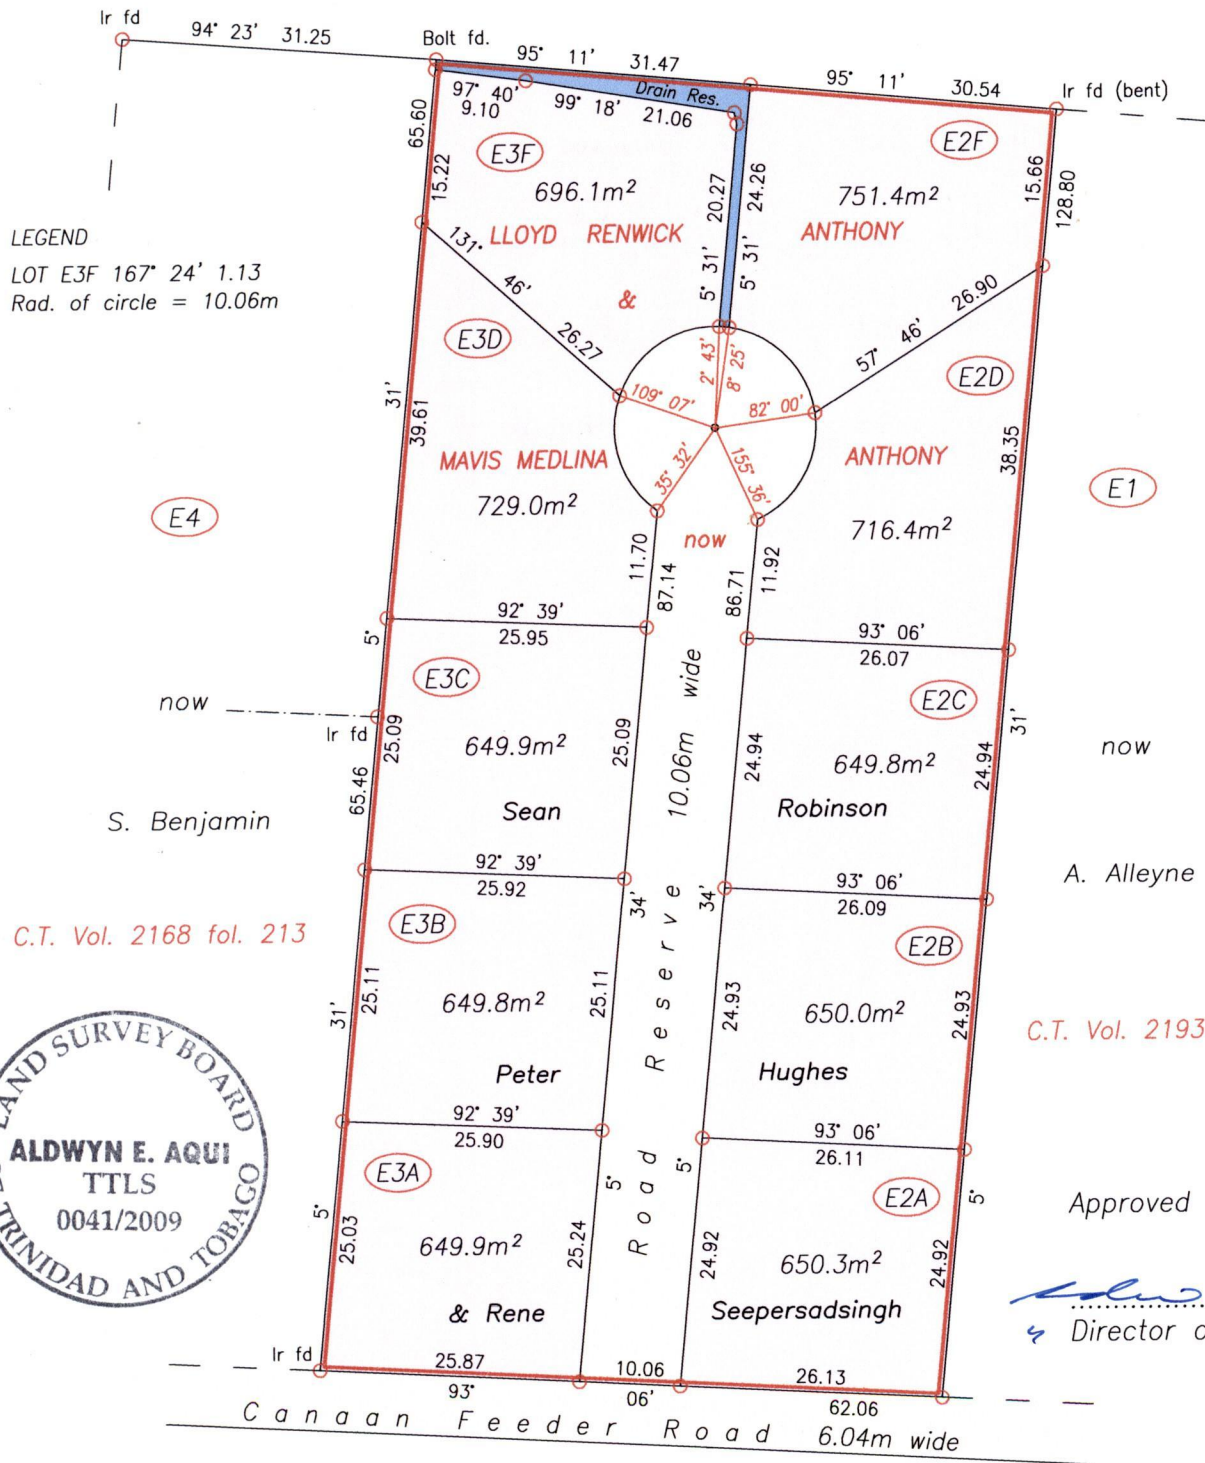 Ir fd
94° 23' 31.25
Bolt fd.
95° 11' 31.47
95° 11' 30.54
Ir fd (bent)
Drain Res.
97° 40'
9.10
99° 18' 21.06
65.60
15.22
E3F
696.1m²
20.27
24.26
E2F
751.4m²
15.66
128.80
LEGEND
LOT E3F 167° 24' 1.13
Rad. of circle = 10.06m
LLOYD RENWICK
ANTHONY
&
131° 46' 26.27
5° 31'
5° 31'
57° 46' 26.90
E3D
E2D
2° 43'
8° 25'
109° 07'
82° 00'
35° 32'
155° 36'
31'
39.61
38.35
MAVIS MEDLINA
ANTHONY
729.0m²
716.4m²
E4
E1
now
11.70
87.14
86.71
11.92
92° 39'
25.95
93° 06'
26.07
5°
E3C
E2C
now
Ir fd
25.09
649.9m²
25.09
24.94
649.8m²
24.94
31'
now
65.46
S. Benjamin
Sean
Robinson
A. Alleyne
92° 39'
25.92
93° 06'
26.09
34'
34'
Road Reserve 10.06m wide
C.T. Vol. 2168 fol. 213
E3B
E2B
31'
25.11
649.8m²
25.11
24.93
650.0m²
24.93
C.T. Vol. 2193
Peter
Hughes
LAND SURVEY BOARD
ALDWYN E. AQUI
TTLS
0041/2009
TRINIDAD AND TOBAGO
92° 39'
25.90
93° 06'
26.11
E3A
E2A
5°
5°
5°
5°
25.03
649.9m²
25.24
24.92
650.3m²
24.92
Approved
& Rene
Seepersadsingh
Director
Ir fd
25.87
10.06
26.13
93° 06' 62.06
Canaan Feeder Road 6.04m wide